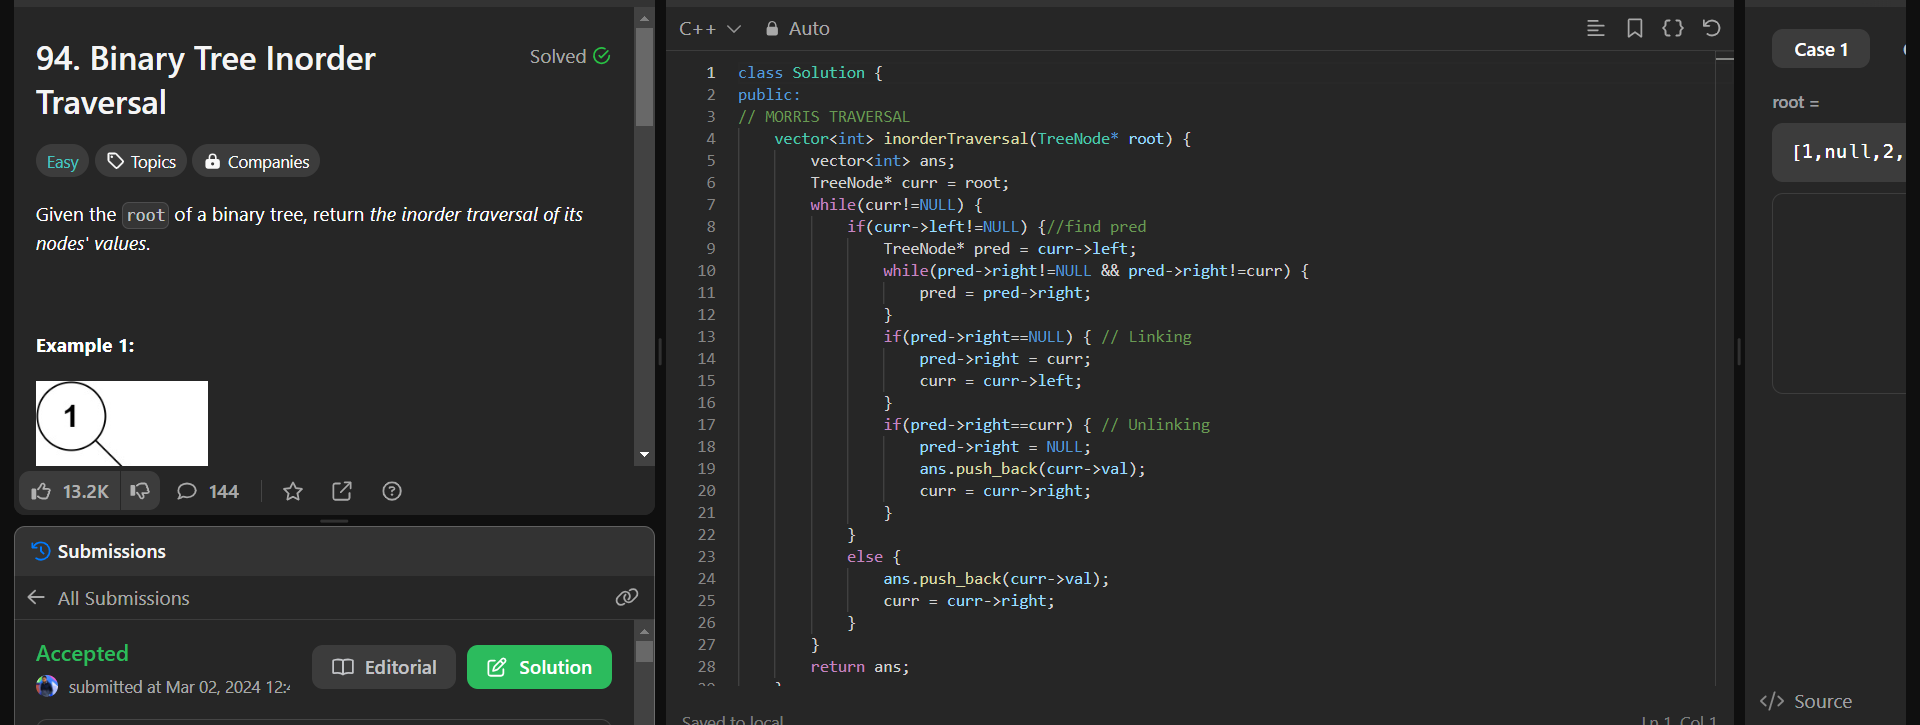 94. Binary Tree Inorder
Traversal
Solved
Easy
Topics
Companies
Given the root of a binary tree, return the inorder traversal of its
nodes' values.
Example 1:
1
13.2K
144
Submissions
All Submissions
Accepted
submitted at Mar 02, 2024 12:
Editorial
Solution
C++
Auto
1 class Solution {
2 public:
3 // MORRIS TRAVERSAL
4 vector<int> inorderTraversal(TreeNode* root) {
5 vector<int> ans;
6 TreeNode* curr = root;
7 while(curr!=NULL) {
8 if(curr->left!=NULL) {//find pred
9 TreeNode* pred = curr->left;
10 while(pred->right!=NULL && pred->right!=curr) {
11 pred = pred->right;
12 }
13 if(pred->right==NULL) { // Linking
14 pred->right = curr;
15 curr = curr->left;
16 }
17 if(pred->right==curr) { // Unlinking
18 pred->right = NULL;
19 ans.push_back(curr->val);
20 curr = curr->right;
21 }
22 }
23 else {
24 ans.push_back(curr->val);
25 curr = curr->right;
26 }
27 }
28 return ans;
Saved to local
Ln 1, Col 1
Case 1
root =
[1,null,2,
</> Source